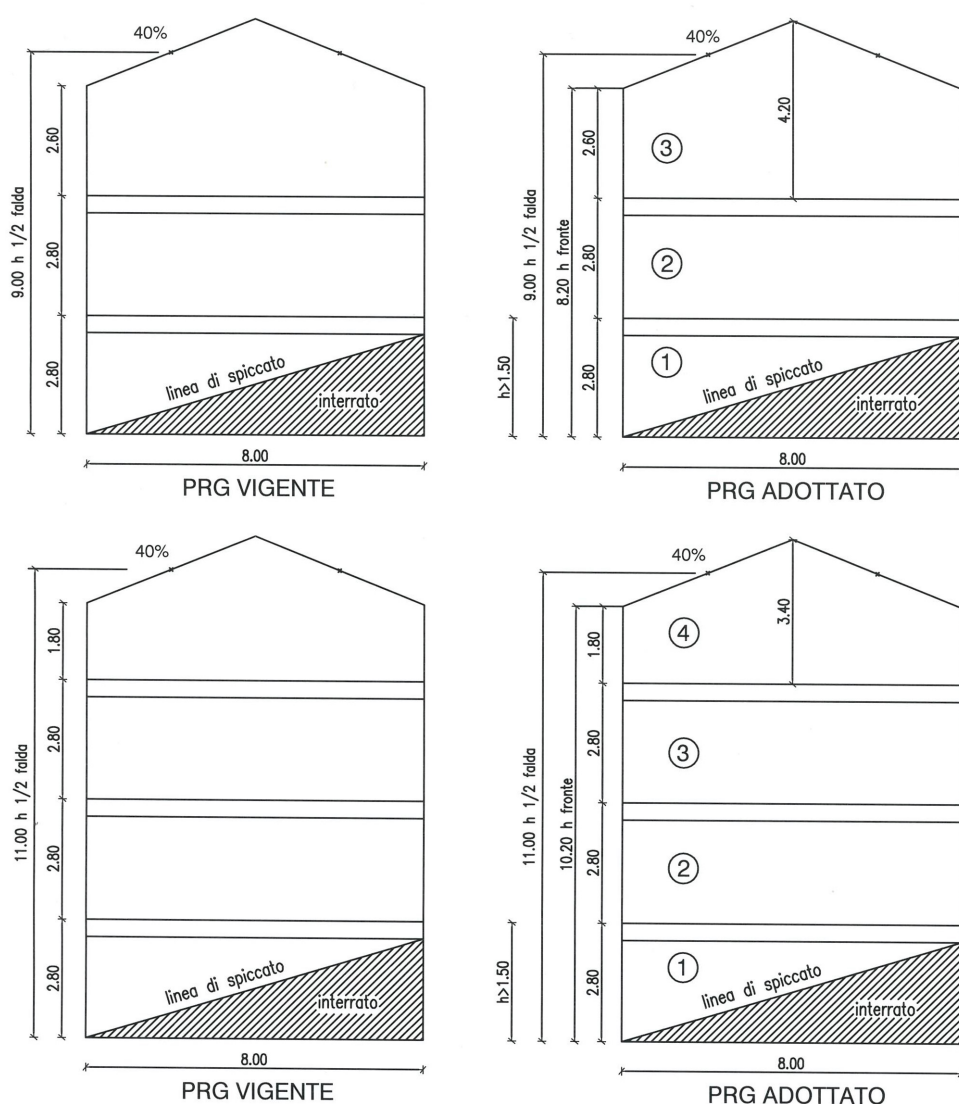 40%
2.60
2.80
2.80
9.00 h 1/2 falda
linea di spiccato
interrato
8.00
PRG VIGENTE
40%
4.20
2.60
2.80
2.80
9.00 h 1/2 falda
8.20 h fronte
h>1.50
3
2
1
linea di spiccato
interrato
8.00
PRG ADOTTATO
40%
1.80
2.80
2.80
2.80
11.00 h 1/2 falda
linea di spiccato
interrato
8.00
PRG VIGENTE
40%
3.40
1.80
2.80
2.80
2.80
11.00 h 1/2 falda
10.20 h fronte
h>1.50
4
3
2
1
linea di spiccato
interrato
8.00
PRG ADOTTATO